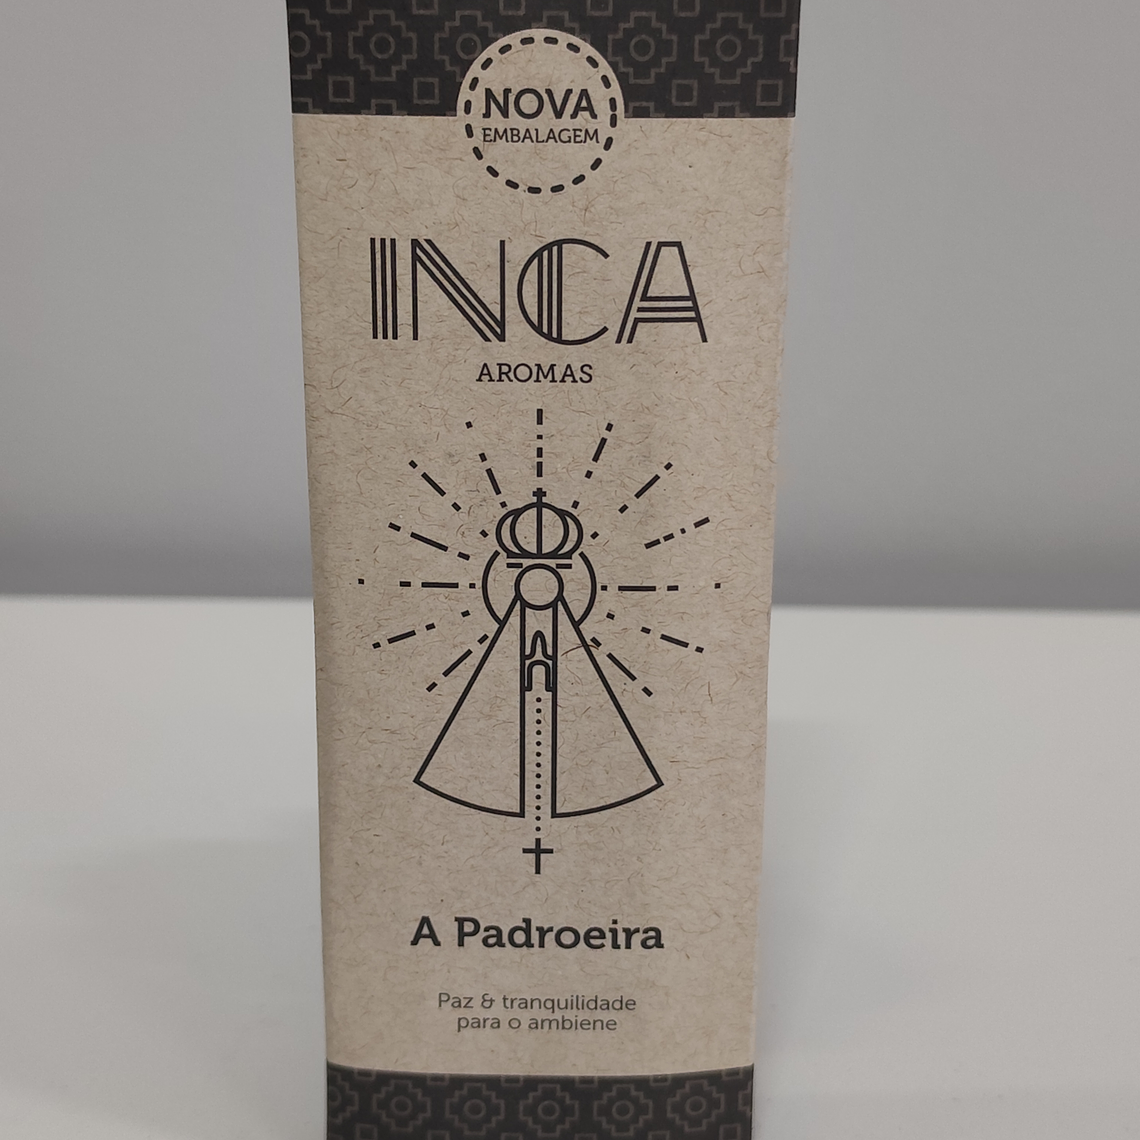 NOVA
EMBALAGEM
INCA
AROMAS
A Padroeira
Paz & tranquilidade
para o ambiene